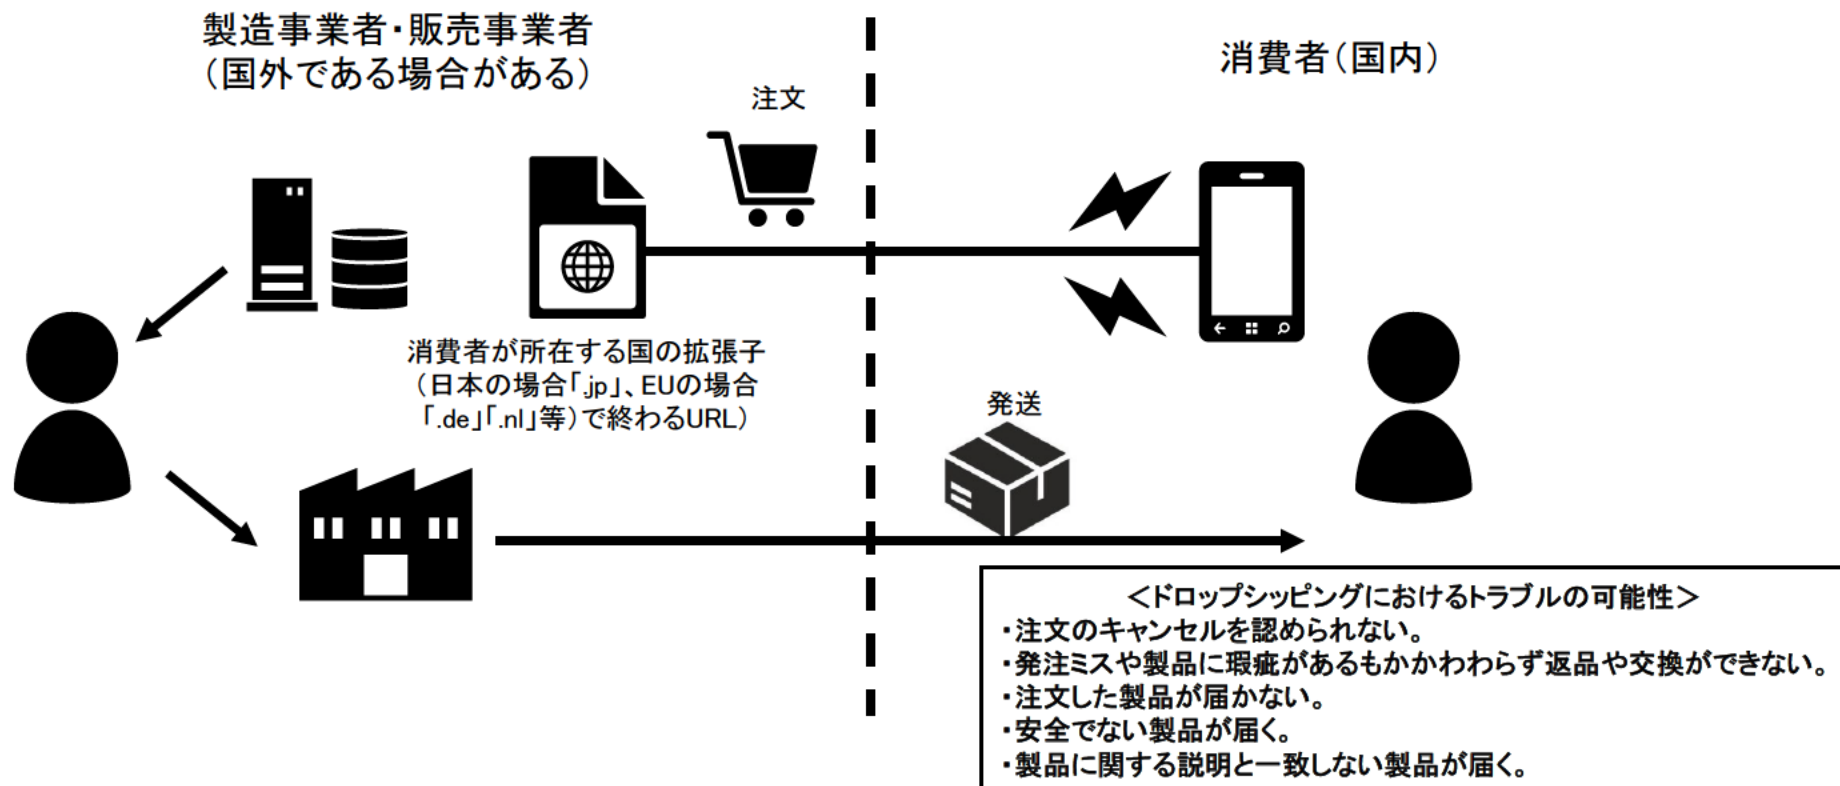 製造事業者・販売事業者
（国外である場合がある）
消費者（国内）
注文
消費者が所在する国の拡張子
（日本の場合「.jp」、EUの場合
「.de」「.nl」等）で終わるURL）
発送
＜ドロップシッピングにおけるトラブルの可能性＞
・注文のキャンセルを認められない。
・発注ミスや製品に瑕疵があるもかかわわらず返品や交換ができない。
・注文した製品が届かない。
・安全でない製品が届く。
・製品に関する説明と一致しない製品が届く。